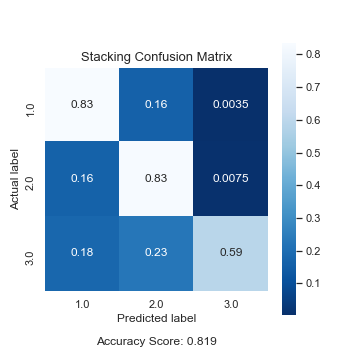 Stacking Confusion Matrix
0.8
0.7
0.6
0.5
0.4
0.3
0.2
0.1
Actual label
1.0 0.83 0.16 0.0035
2.0 0.16 0.83 0.0075
3.0 0.18 0.23 0.59
1.0 2.0 3.0
Predicted label
Accuracy Score: 0.819